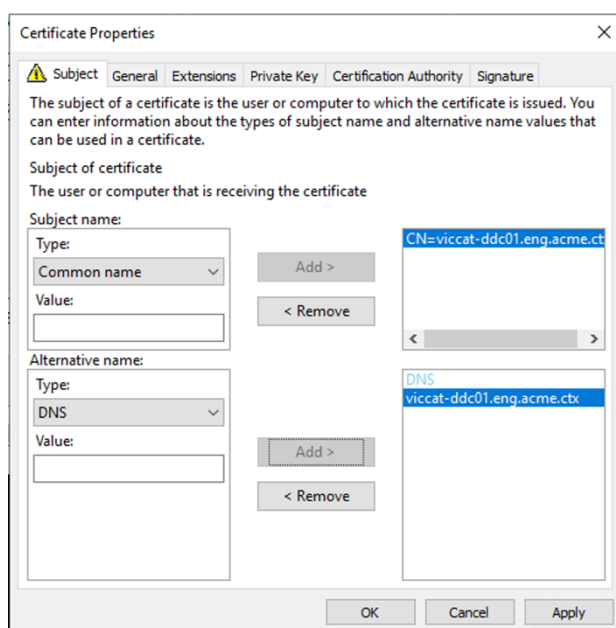 Certificate Properties
Subject General Extensions Private Key Certification Authority Signature
The subject of a certificate is the user or computer to which the certificate is issued. You
can enter information about the types of subject name and alternative name values that
can be used in a certificate.
Subject of certificate
The user or computer that is receiving the certificate
Subject name:
Type:
Common name
Value:
Add >
< Remove
CN=viccat-ddc01.eng.acme.ct
Alternative name:
Type:
DNS
Value:
Add >
< Remove
DNS
viccat-ddc01.eng.acme.ctx
OK Cancel Apply